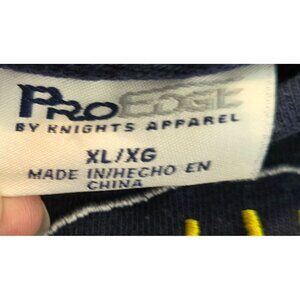 PROEDGE
BY KNIGHTS APPAREL
XL/XG
MADE IN/HECHO EN
CHINA